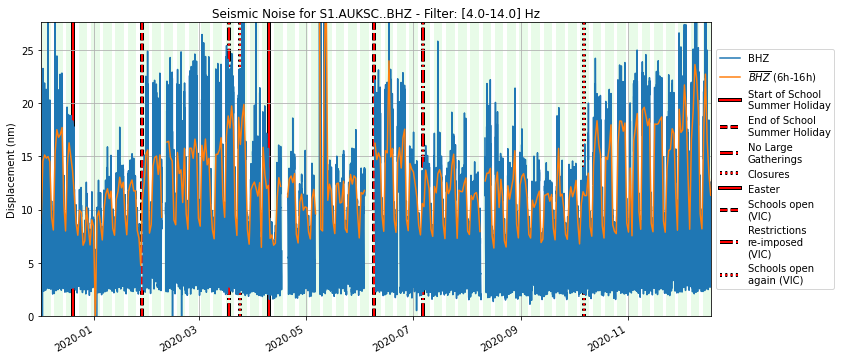 Seismic Noise for S1.AUKSC..BHZ - Filter: [4.0-14.0] Hz
Displacement (nm)
25
20
15
10
5
0
2020-01
2020-03
2020-05
2020-07
2020-09
2020-11
BHZ
BHZ (6h-16h)
Start of School
Summer Holiday
End of School
Summer Holiday
No Large
Gatherings
Closures
Easter
Schools open
(VIC)
Restrictions
re-imposed
(VIC)
Schools open
again (VIC)